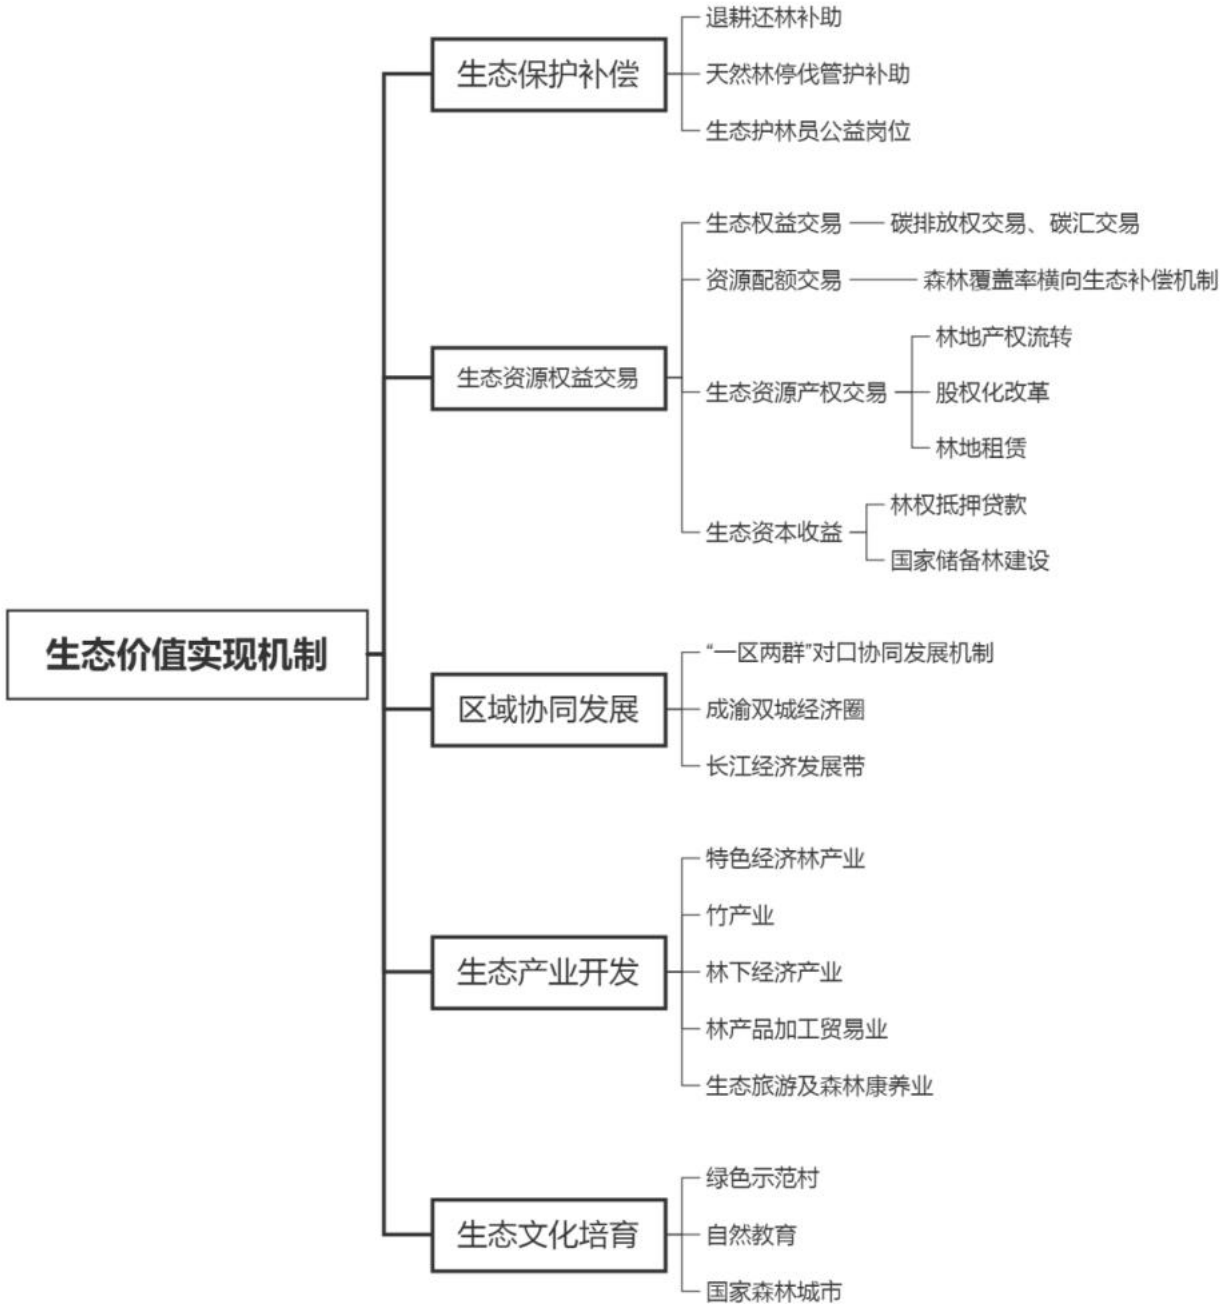 生态价值实现机制
生态保护补偿
退耕还林补助
天然林停伐管护补助
生态护林员公益岗位
生态资源权益交易
生态权益交易
碳排放权交易、碳汇交易
资源配额交易
森林覆盖率横向生态补偿机制
生态资源产权交易
林地产权流转
股权化改革
林地租赁
生态资本收益
林权抵押贷款
国家储备林建设
区域协同发展
“一区两群”对口协同发展机制
成渝双城经济圈
长江经济发展带
生态产业开发
特色经济林产业
竹产业
林下经济产业
林产品加工贸易业
生态旅游及森林康养业
生态文化培育
绿色示范村
自然教育
国家森林城市